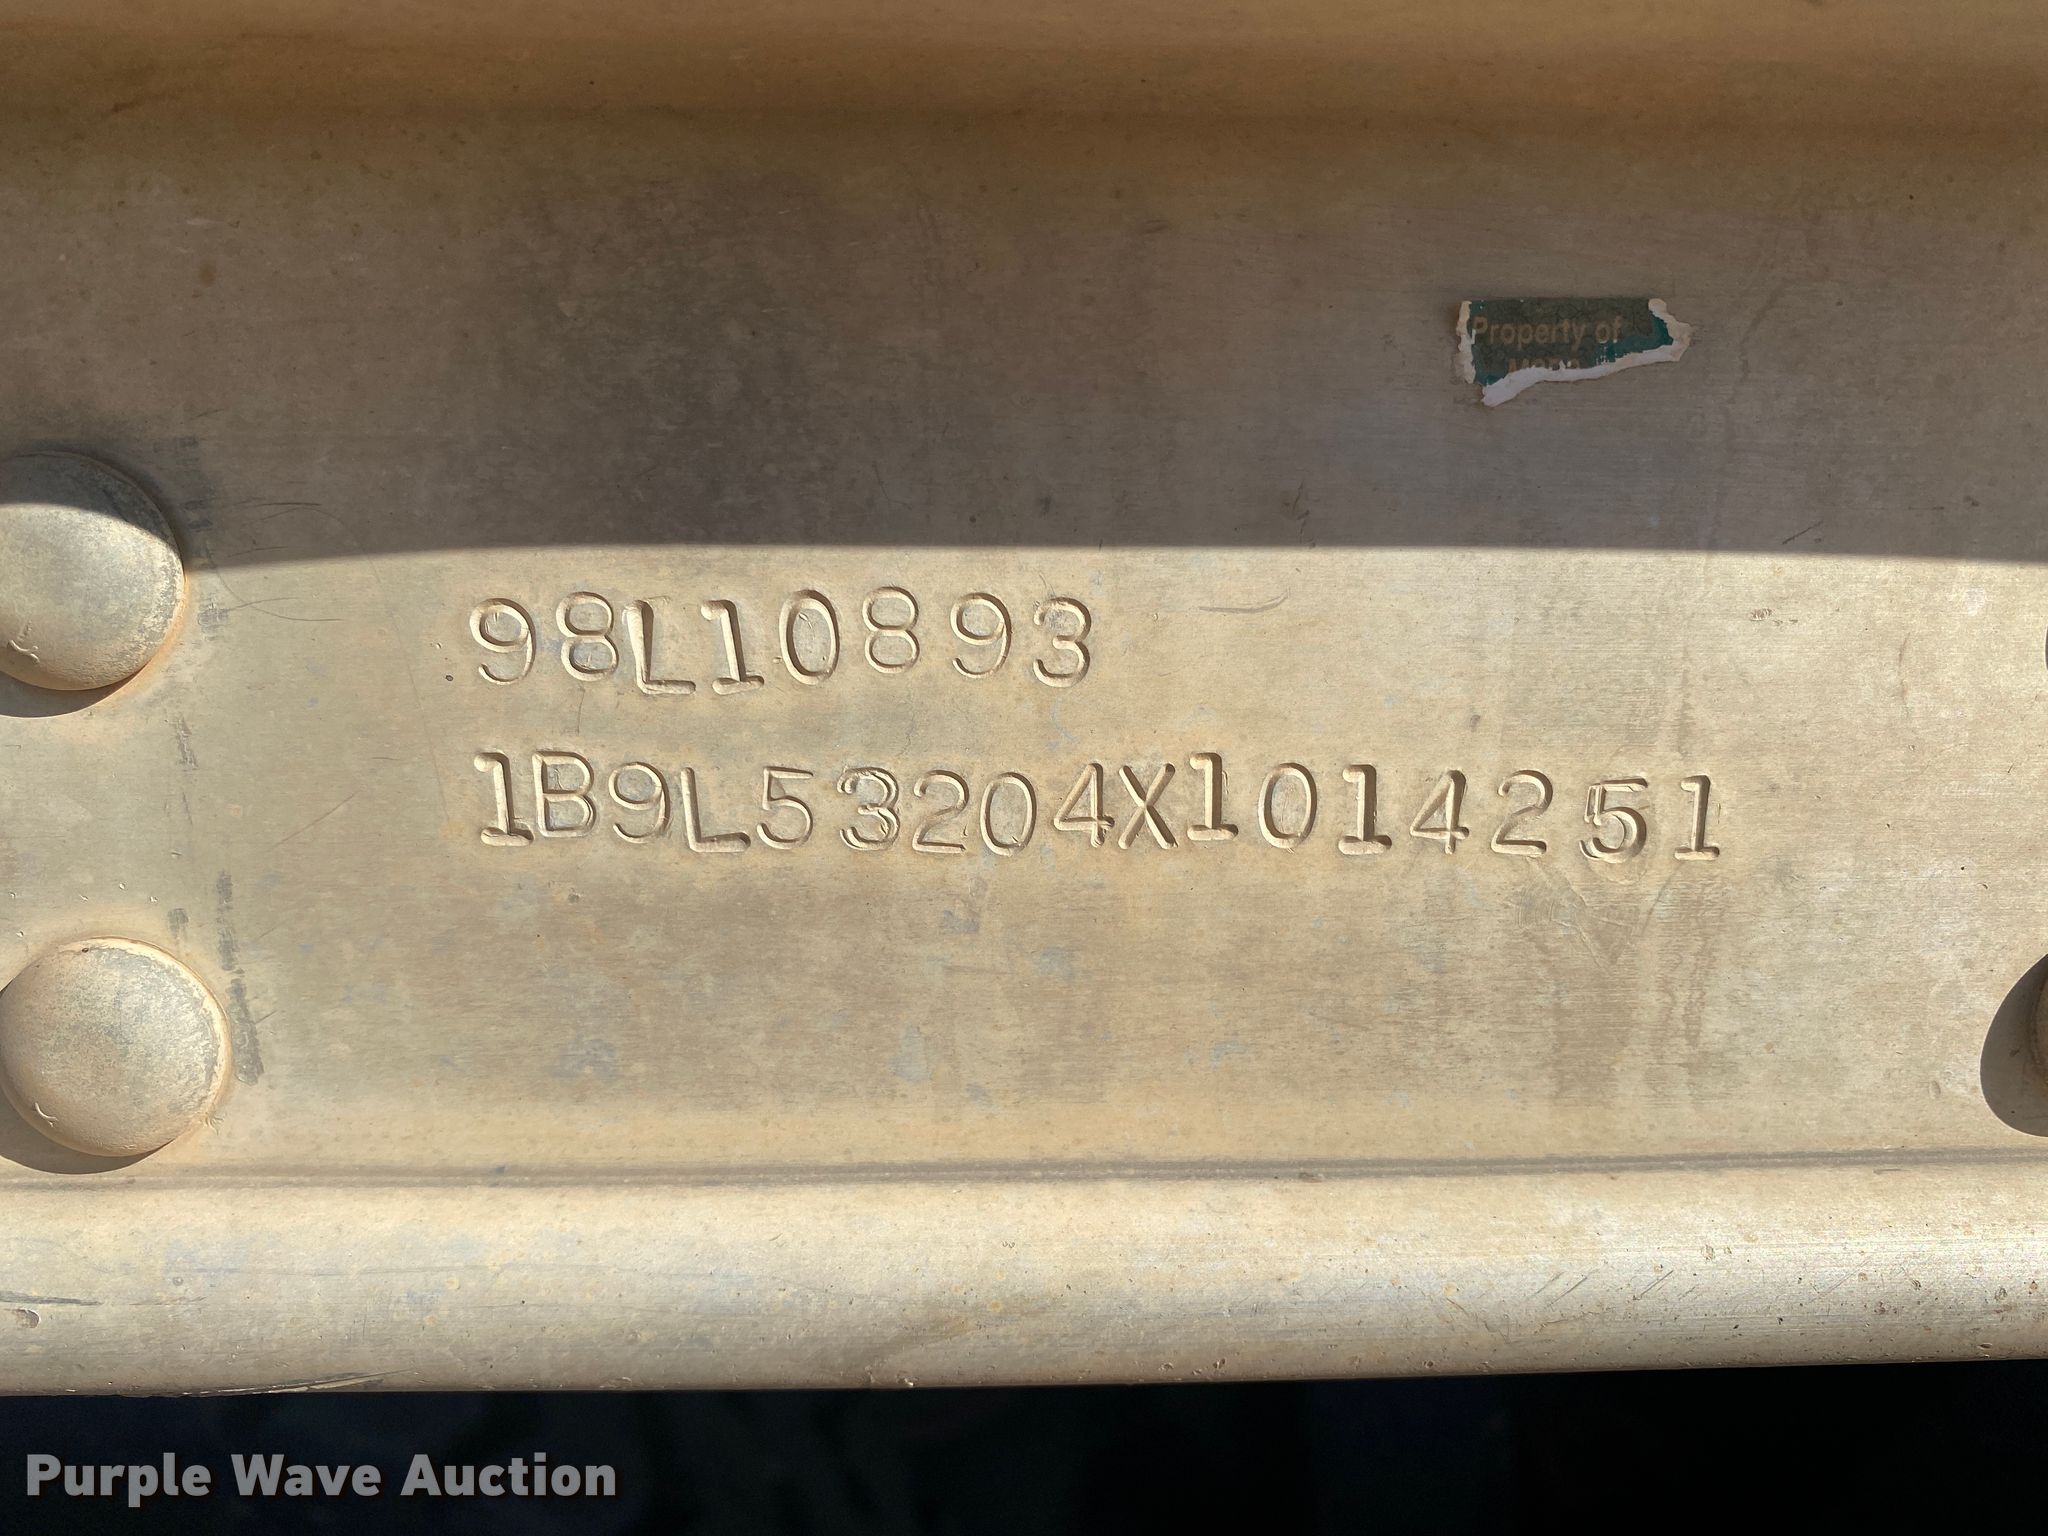 Property of
98L10893
1B9L53204X1014251
Purple Wave Auction